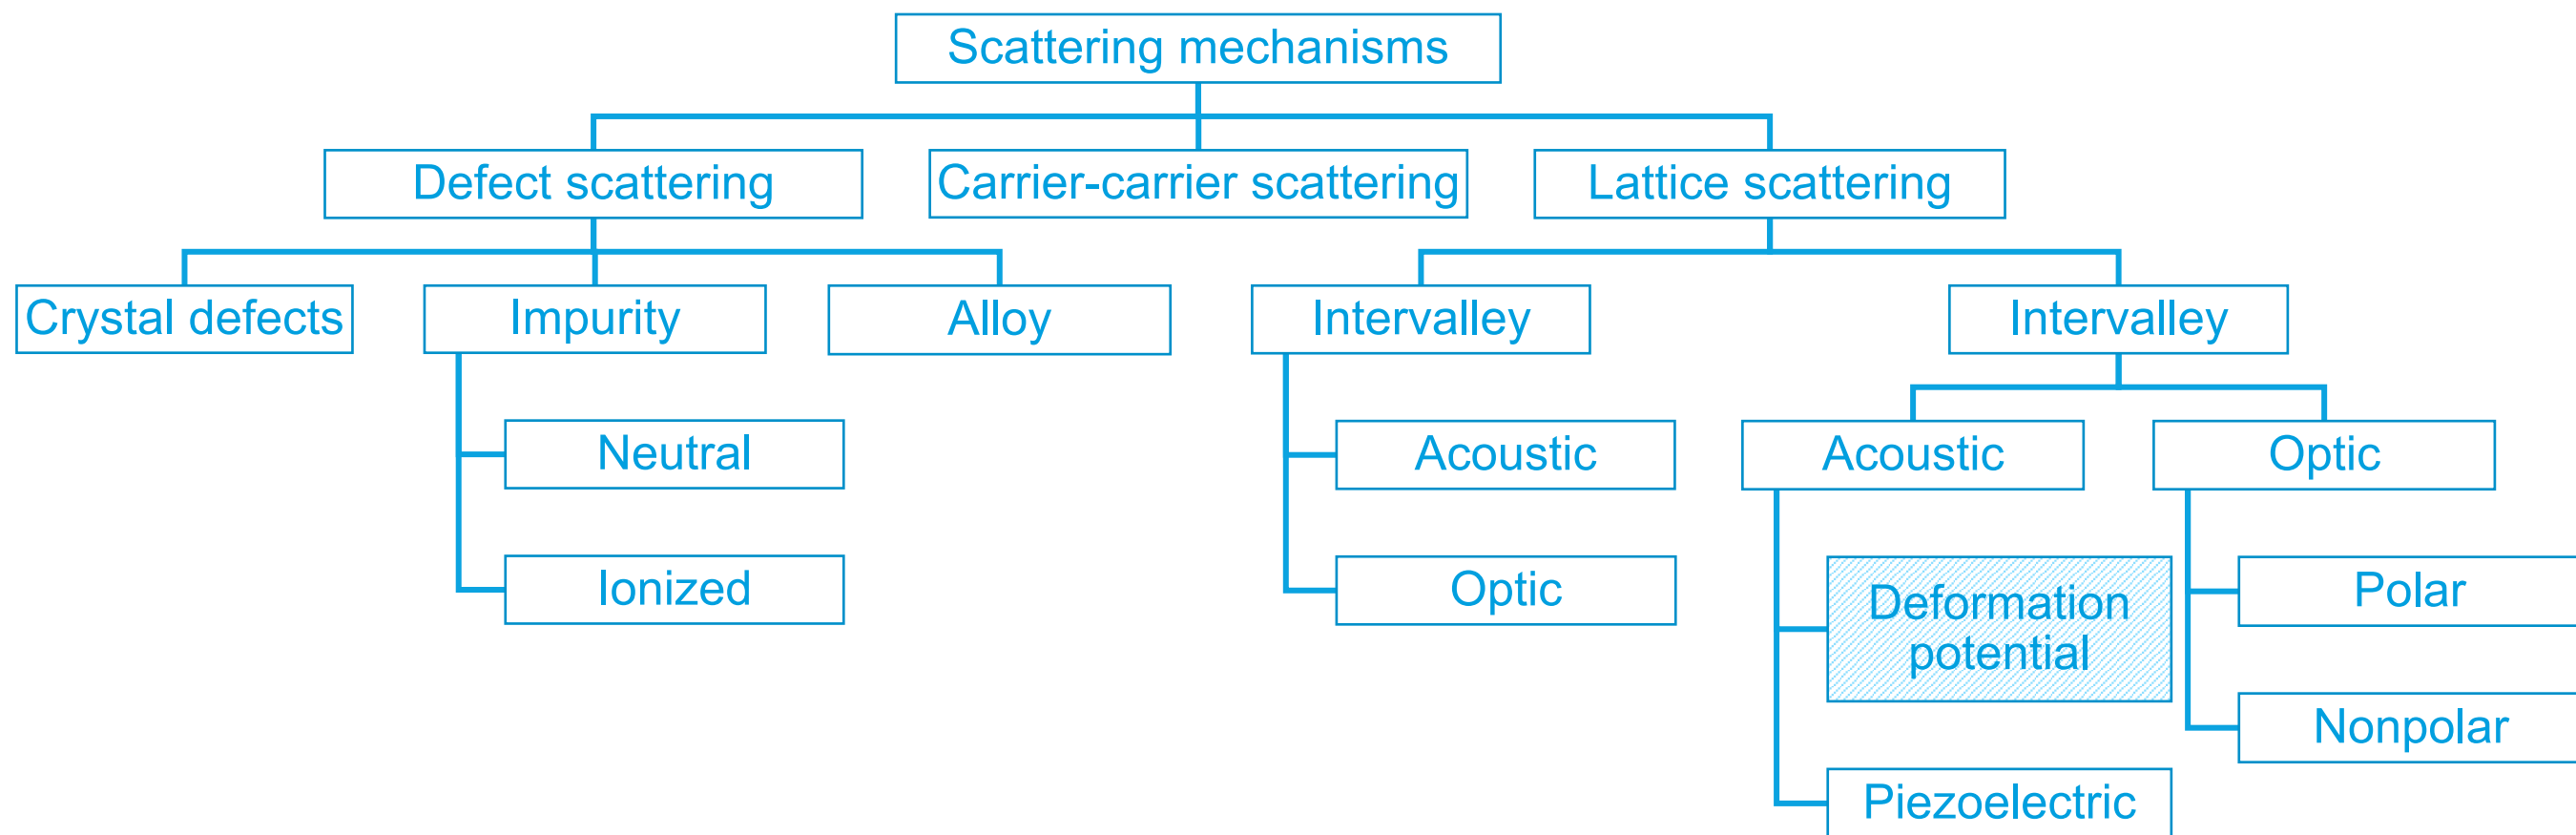 Scattering mechanisms
Defect scattering
Carrier-carrier scattering
Lattice scattering
Crystal defects
Impurity
Alloy
Intervalley
Intervalley
Neutral
Acoustic
Acoustic
Optic
Ionized
Optic
Deformation
potential
Polar
Nonpolar
Piezoelectric